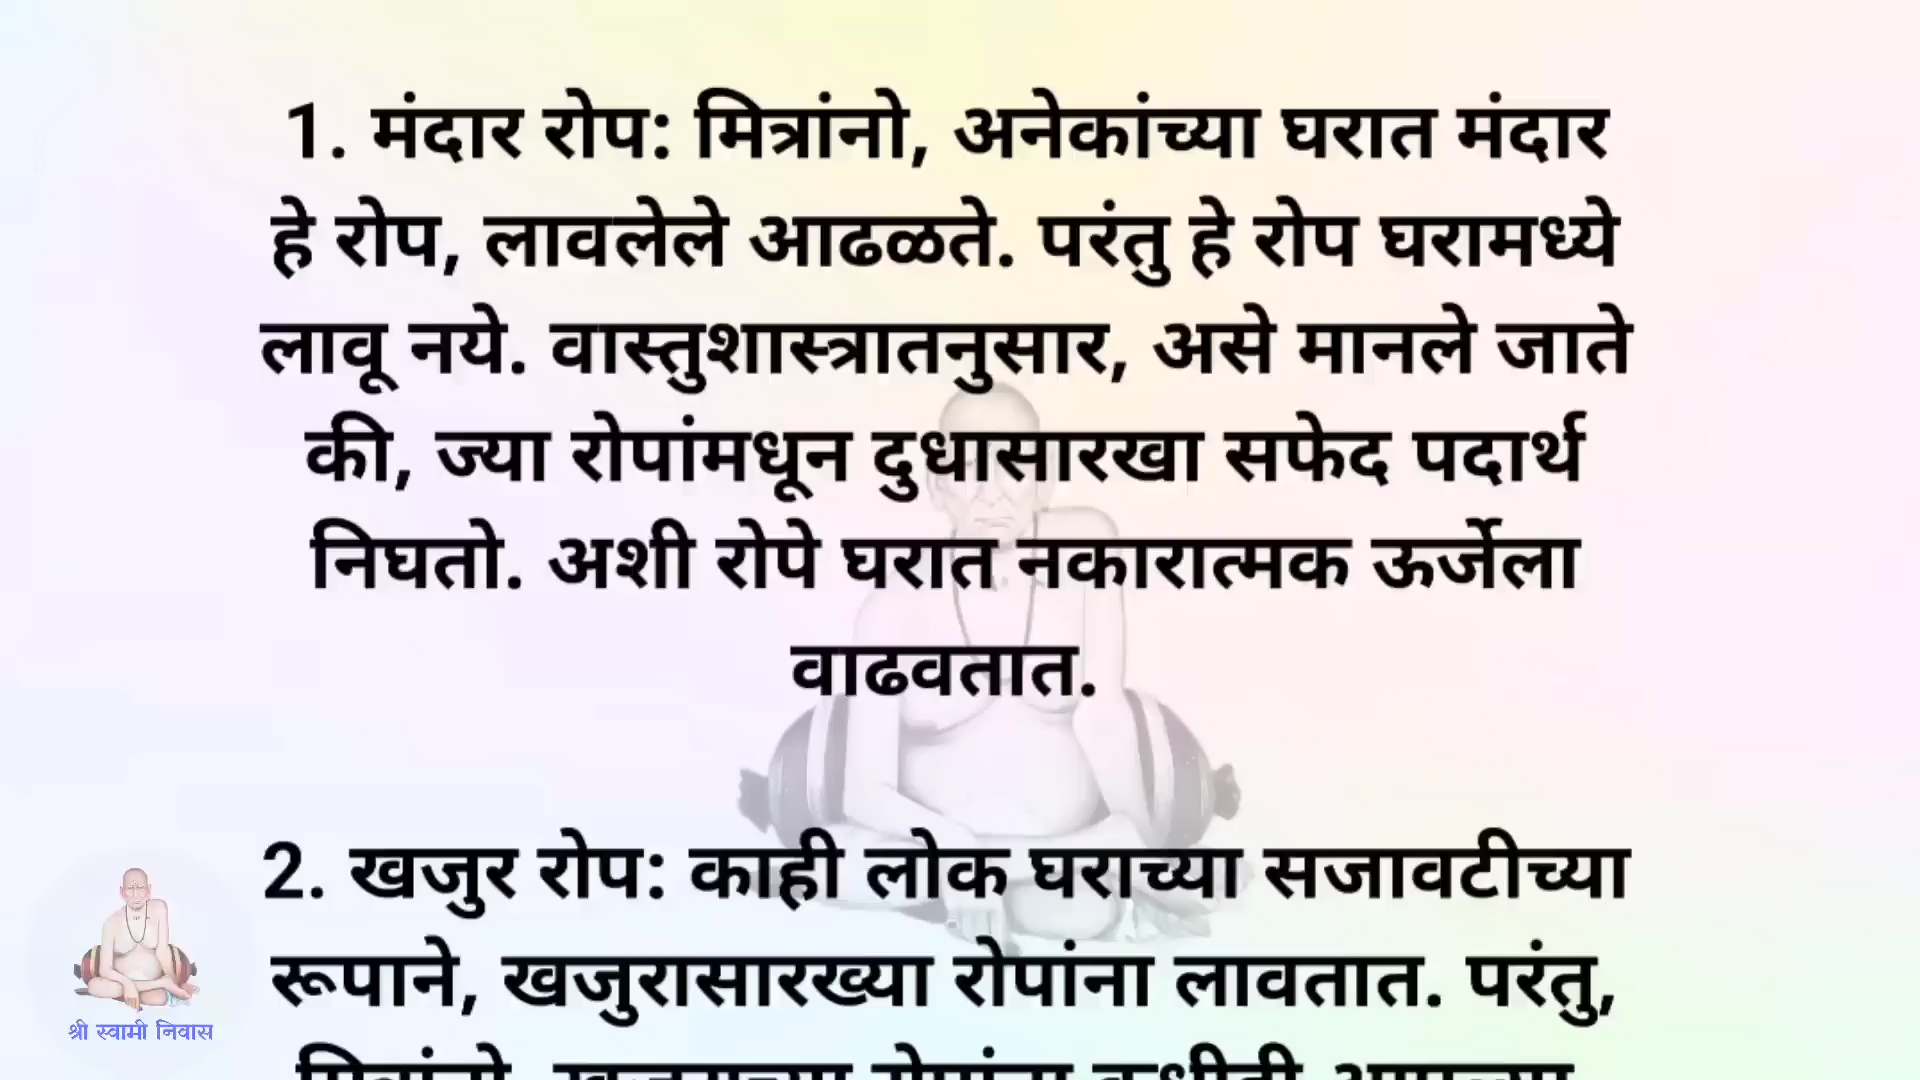 1. मंदार रोप: मित्रांनो, अनेकांच्या घरात मंदार
हे रोप, लावलेले आढळते. परंतु हे रोप घरामध्ये
लावू नये. वास्तुशास्त्रातनुसार, असे मानले जाते
की, ज्या रोपांमधून दुधासारखा सफेद पदार्थ
निघतो. अशी रोपे घरात नकारात्मक ऊर्जेला
वाढवतात.
2. खजुर रोप: काही लोक घराच्या सजावटीच्या
रूपाने, खजुरासारख्या रोपांना लावतात. परंतु,
श्री स्वामी निवास